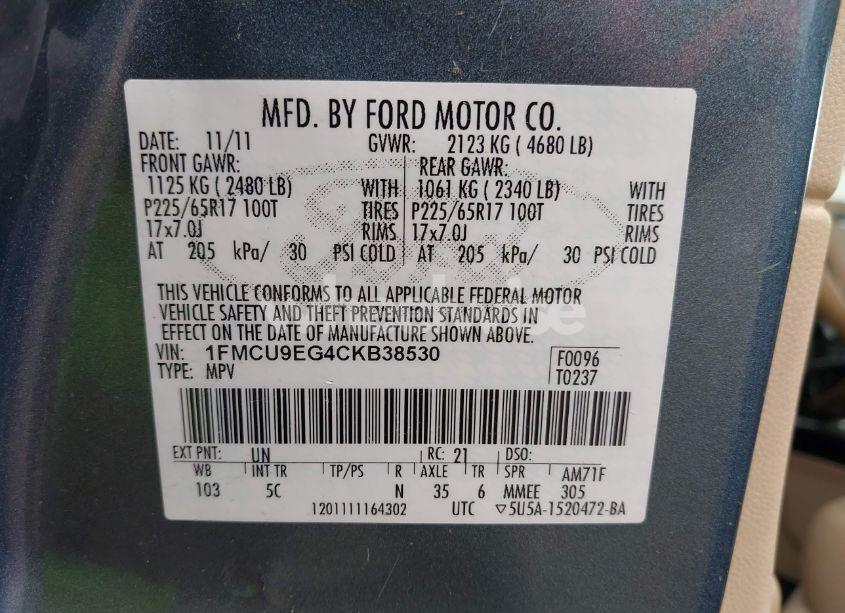 MFD. BY FORD MOTOR CO.
DATE: 11/11 GVWR: 2123 KG ( 4680 LB)
FRONT GAWR: REAR GAWR:
1125 KG ( 2480 LB) WITH 1061 KG ( 2340 LB) WITH
P225/65R17 100T TIRES P225/65R17 100T TIRES
17x7.0J RIMS 17x7.0J RIMS
AT 205 kPa/ 30 PSI COLD AT 205 kPa/ 30 PSI COLD
THIS VEHICLE CONFORMS TO ALL APPLICABLE FEDERAL MOTOR
VEHICLE SAFETY AND THEFT PREVENTION STANDARDS IN
EFFECT ON THE DATE OF MANUFACTURE SHOWN ABOVE.
VIN: 1FMCU9EG4CKB38530 F0096
TYPE: MPV T0237
EXT PNT: UN RC: 21 DSO:
WB INT TR TP/PS R AXLE TR SPR AM71F
103 5C N 35 6 MMEE 305
1201111164302 UTC ▽5U5A-1520472-BA